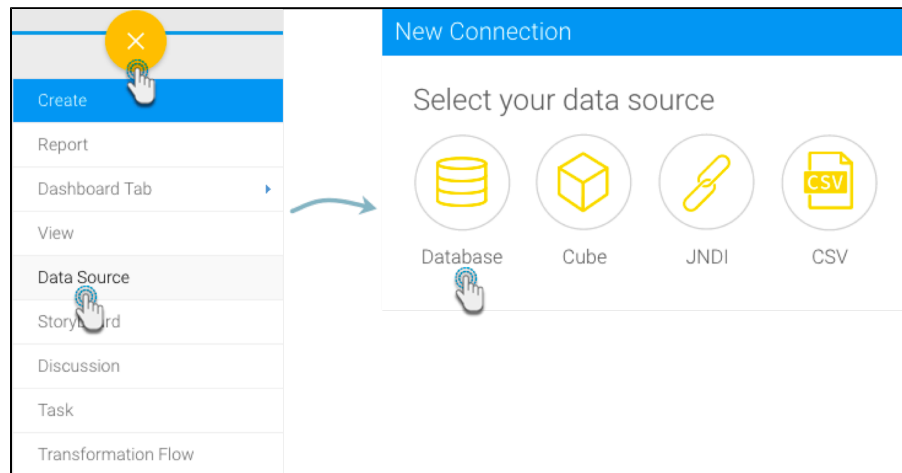 Create
Report
Dashboard Tab
View
Data Source
Discussion
Task
Transformation Flow
New Connection
Select your data source
CSV
Database
Cube
JNDI
CSV